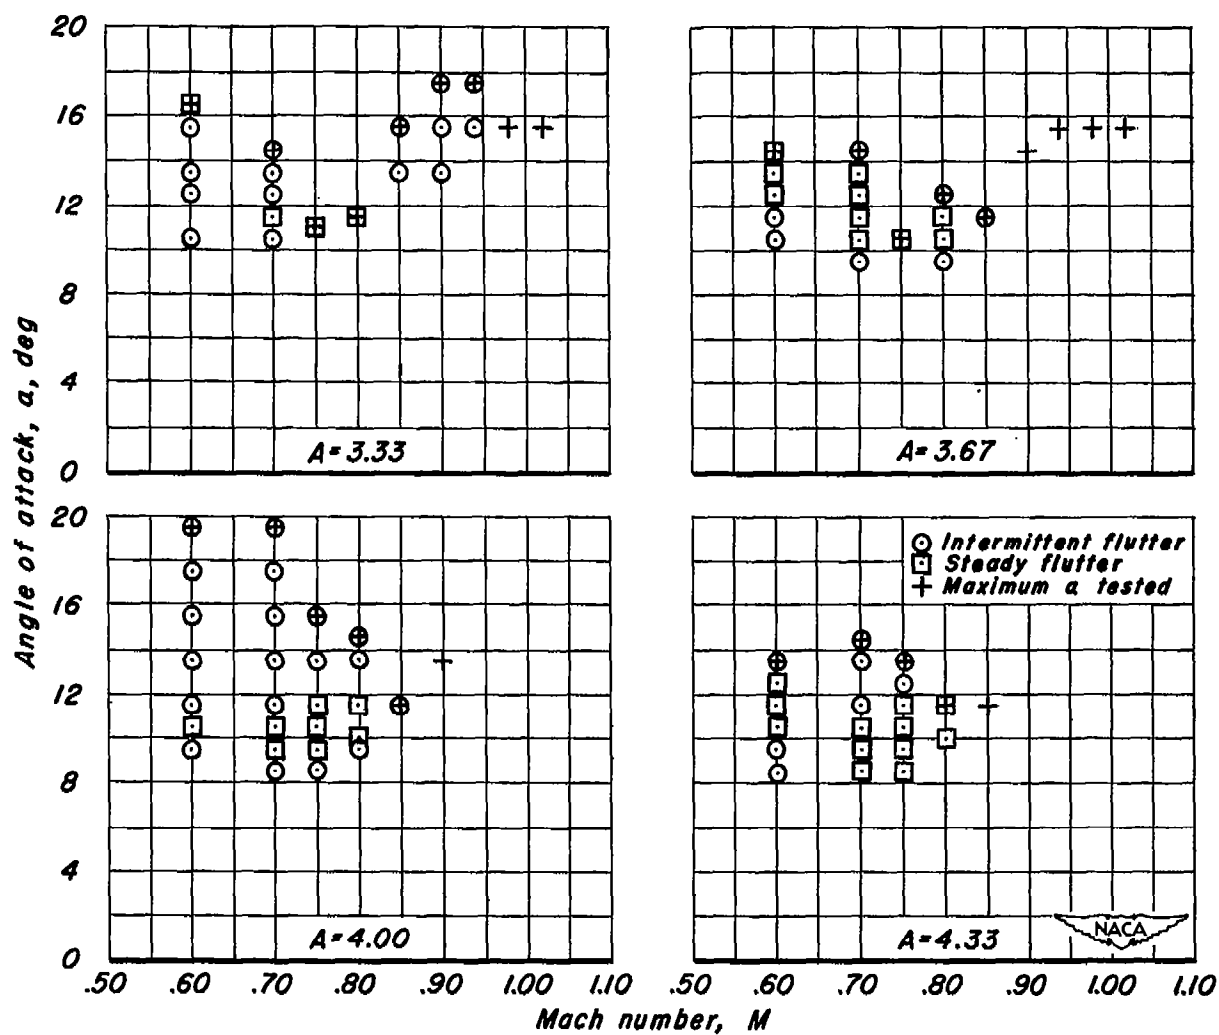 20
16
12
8
4
0
A = 3.33
A = 3.67
Angle of attack, a, deg
20
16
12
8
4
0
Intermittent flutter
Steady flutter
Maximum a tested
A = 4.00
A = 4.33
NACA
.50 .60 .70 .80 .90 1.00 1.10
.50 .60 .70 .80 .90 1.00 1.10
Mach number, M